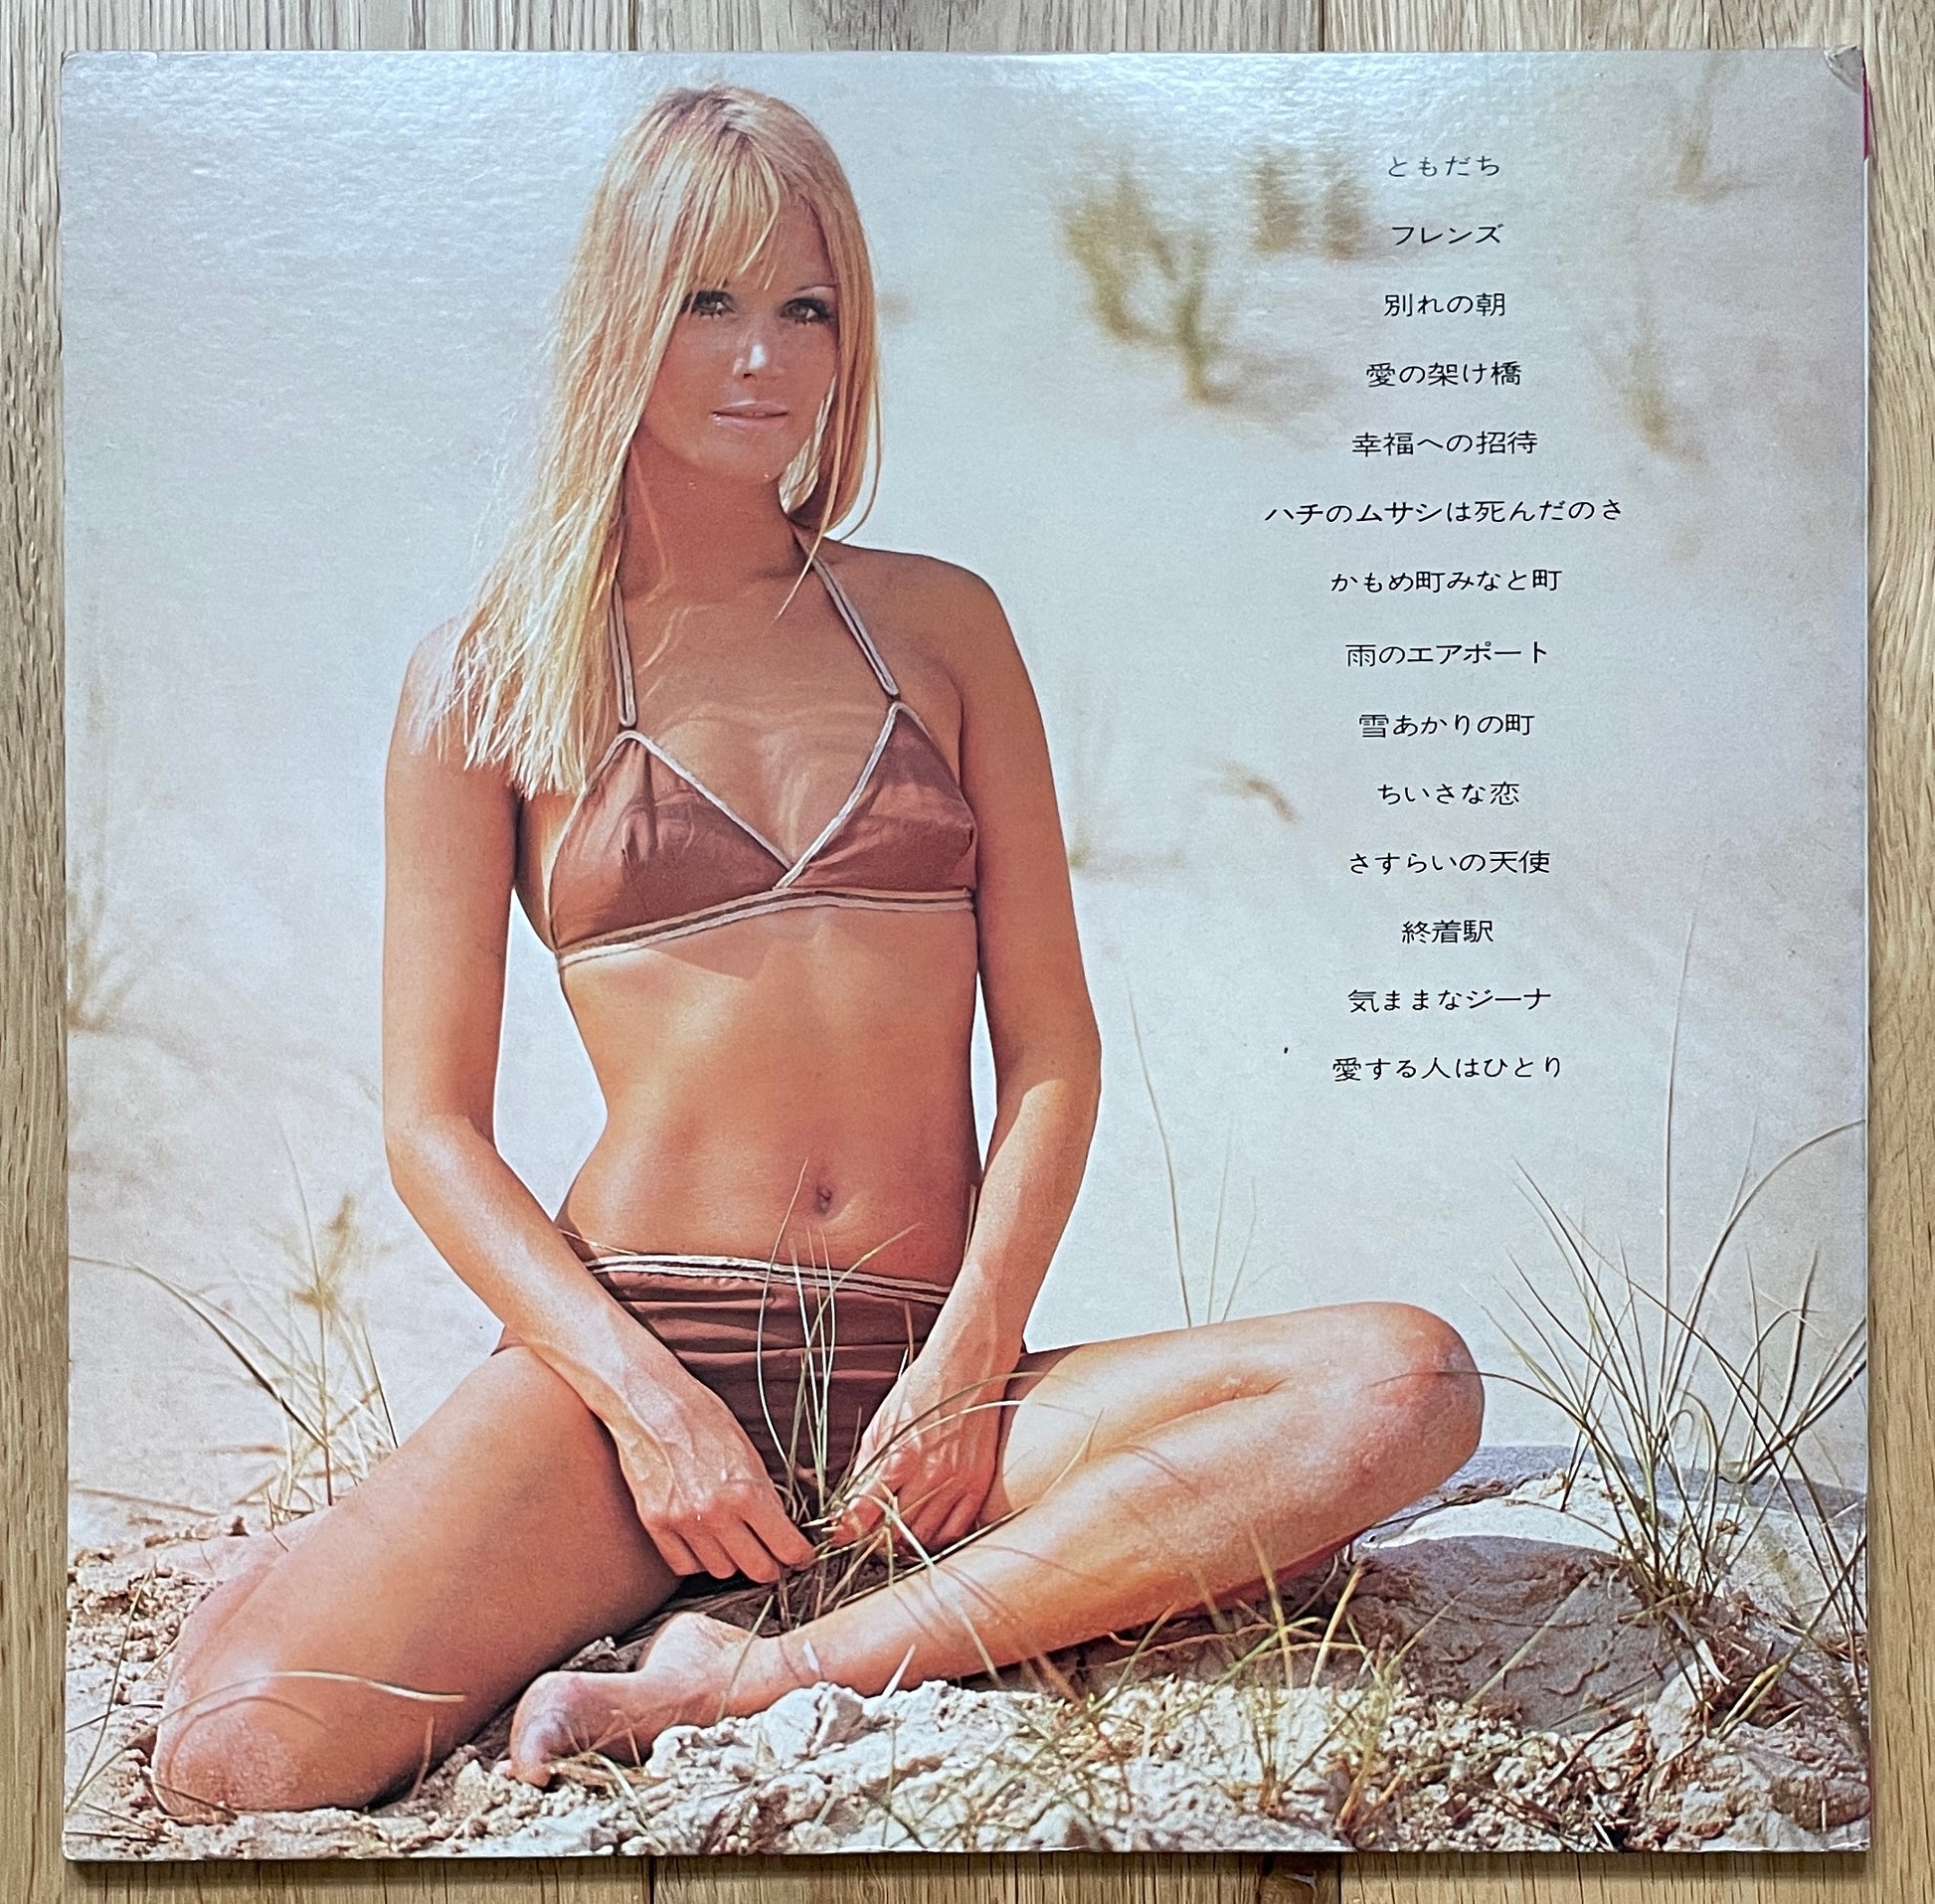 ともだち
フレンズ
別れの朝
愛の架け橋
幸福への招待
ハチのムサシは死んだのさ
かもめ町みなと町
雨のエアポート
雪あかりの町
ちいさな恋
さすらいの天使
終着駅
気ままなジーナ
愛する人はひとり